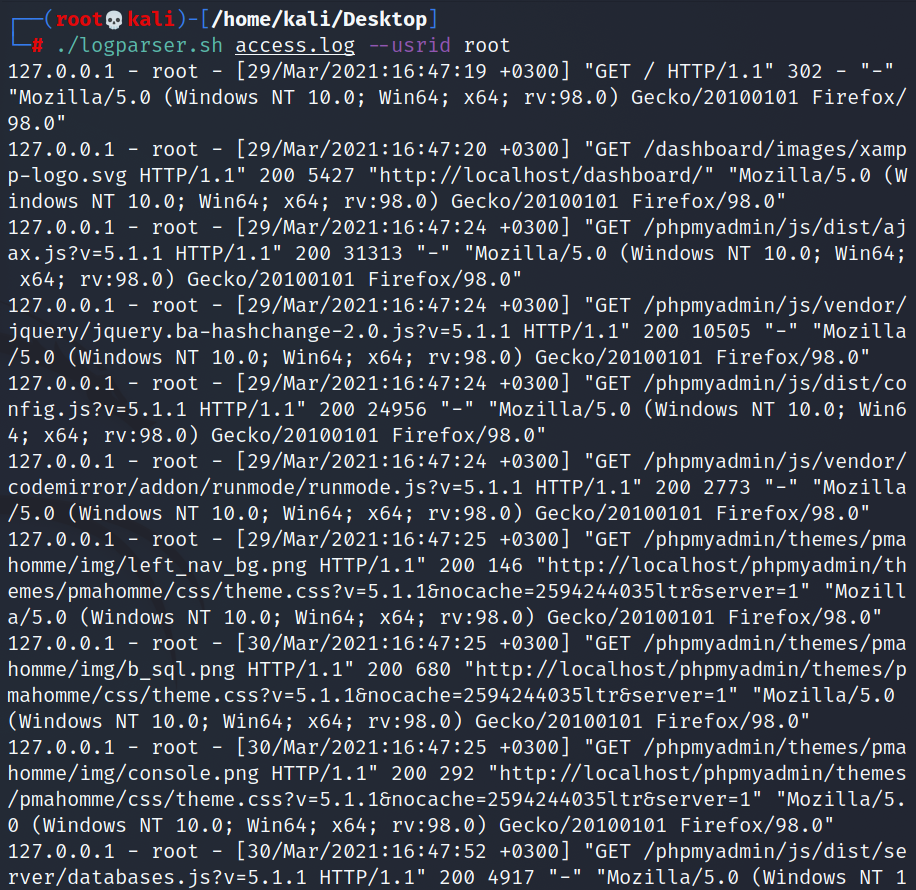 ┌──(root💀kali)-[/home/kali/Desktop]
└─# ./logparser.sh access.log --usrid root
127.0.0.1 - root - [29/Mar/2021:16:47:19 +0300] "GET / HTTP/1.1" 302 - "-"
"Mozilla/5.0 (Windows NT 10.0; Win64; x64; rv:98.0) Gecko/20100101 Firefox/
98.0"
127.0.0.1 - root - [29/Mar/2021:16:47:20 +0300] "GET /dashboard/images/xam
p-logo.svg HTTP/1.1" 200 5427 "http://localhost/dashboard/" "Mozilla/5.0 (W
indows NT 10.0; Win64; x64; rv:98.0) Gecko/20100101 Firefox/98.0"
127.0.0.1 - root - [29/Mar/2021:16:47:24 +0300] "GET /phpmyadmin/js/dist/aj
ax.js?v=5.1.1 HTTP/1.1" 200 31313 "-" "Mozilla/5.0 (Windows NT 10.0; Win64;
 x64; rv:98.0) Gecko/20100101 Firefox/98.0"
127.0.0.1 - root - [29/Mar/2021:16:47:24 +0300] "GET /phpmyadmin/js/vendor/
jquery/jquery.ba-hashchange-2.0.js?v=5.1.1 HTTP/1.1" 200 10505 "-" "Mozilla
/5.0 (Windows NT 10.0; Win64; x64; rv:98.0) Gecko/20100101 Firefox/98.0"
127.0.0.1 - root - [29/Mar/2021:16:47:24 +0300] "GET /phpmyadmin/js/dist/co
nfig.js?v=5.1.1 HTTP/1.1" 200 24956 "-" "Mozilla/5.0 (Windows NT 10.0; Win6
4; x64; rv:98.0) Gecko/20100101 Firefox/98.0"
127.0.0.1 - root - [29/Mar/2021:16:47:24 +0300] "GET /phpmyadmin/js/vendor/
codemirror/addon/runmode/runmode.js?v=5.1.1 HTTP/1.1" 200 2773 "-" "Mozilla
/5.0 (Windows NT 10.0; Win64; x64; rv:98.0) Gecko/20100101 Firefox/98.0"
127.0.0.1 - root - [29/Mar/2021:16:47:25 +0300] "GET /phpmyadmin/themes/pma
homme/img/left_nav_bg.png HTTP/1.1" 200 146 "http://localhost/phpmyadmin/th
emes/pmahomme/css/theme.css?v=5.1.1&nocache=2594244035ltr&server=1" "Mozill
a/5.0 (Windows NT 10.0; Win64; x64; rv:98.0) Gecko/20100101 Firefox/98.0"
127.0.0.1 - root - [30/Mar/2021:16:47:25 +0300] "GET /phpmyadmin/themes/pma
homme/img/b_sql.png HTTP/1.1" 200 680 "http://localhost/phpmyadmin/themes/p
mahomme/css/theme.css?v=5.1.1&nocache=2594244035ltr&server=1" "Mozilla/5.0
(Windows NT 10.0; Win64; x64; rv:98.0) Gecko/20100101 Firefox/98.0"
127.0.0.1 - root - [30/Mar/2021:16:47:25 +0300] "GET /phpmyadmin/themes/pma
homme/img/console.png HTTP/1.1" 200 292 "http://localhost/phpmyadmin/themes
/pmahomme/css/theme.css?v=5.1.1&nocache=2594244035ltr&server=1" "Mozilla/5.
0 (Windows NT 10.0; Win64; x64; rv:98.0) Gecko/20100101 Firefox/98.0"
127.0.0.1 - root - [30/Mar/2021:16:47:52 +0300] "GET /phpmyadmin/js/dist/se
rver/databases.js?v=5.1.1 HTTP/1.1" 200 4917 "-" "Mozilla/5.0 (Windows NT 1